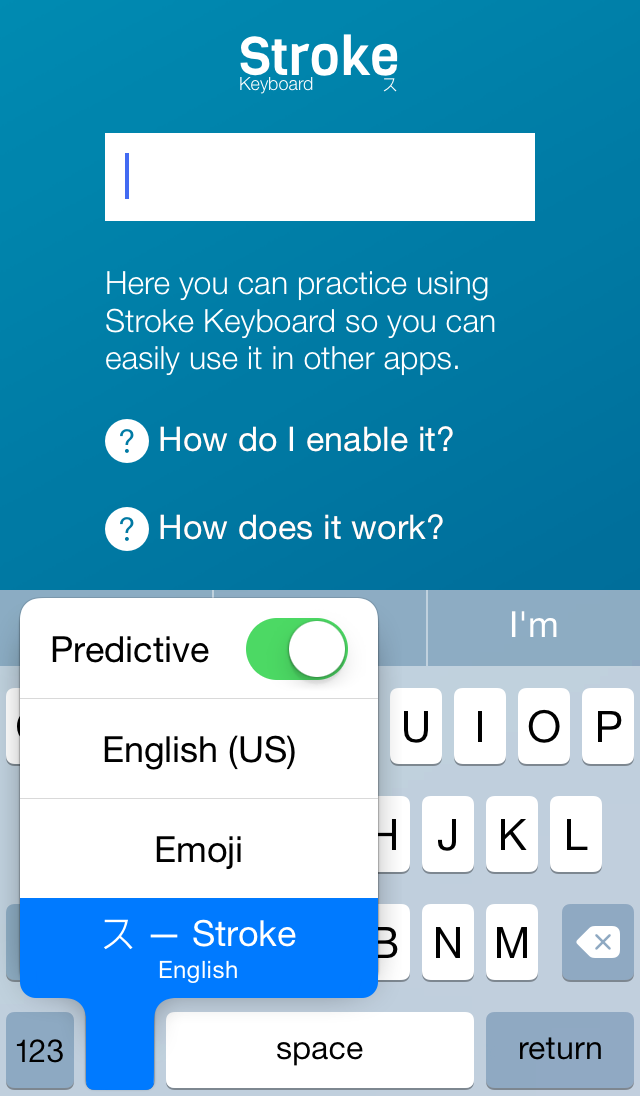 Stroke
Keyboard ス
Here you can practice using
Stroke Keyboard so you can
easily use it in other apps.
? How do I enable it?
? How does it work?
I'm
Predictive
English (US)
Emoji
ス — Stroke
English
U I O P
H J K L
B N M
123 space return